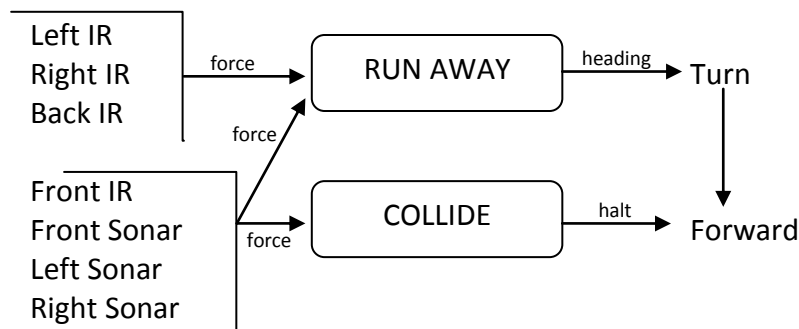 Left IR
Right IR
Back IR
force
RUN AWAY
heading
Turn
force
Front IR
Front Sonar
Left Sonar
Right Sonar
force
COLLIDE
halt
Forward